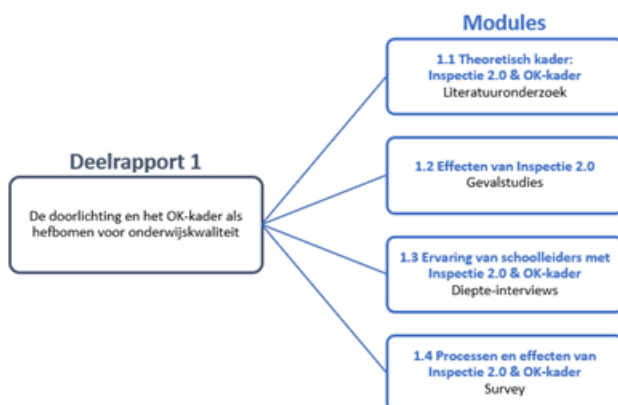 Modules
1.1 Theoretisch kader:
Inspectie 2.0 & OK-kader
Literatuuronderzoek
Deelrapport 1
De doorlichting en het OK-kader als
hefbomen voor onderwijskwaliteit
1.2 Effecten van Inspectie 2.0
Gevalstudies
1.3 Ervaring van schoolleiders met
Inspectie 2.0 & OK-kader
Diepte-interviews
1.4 Processen en effecten van
Inspectie 2.0 & OK-kader
Survey